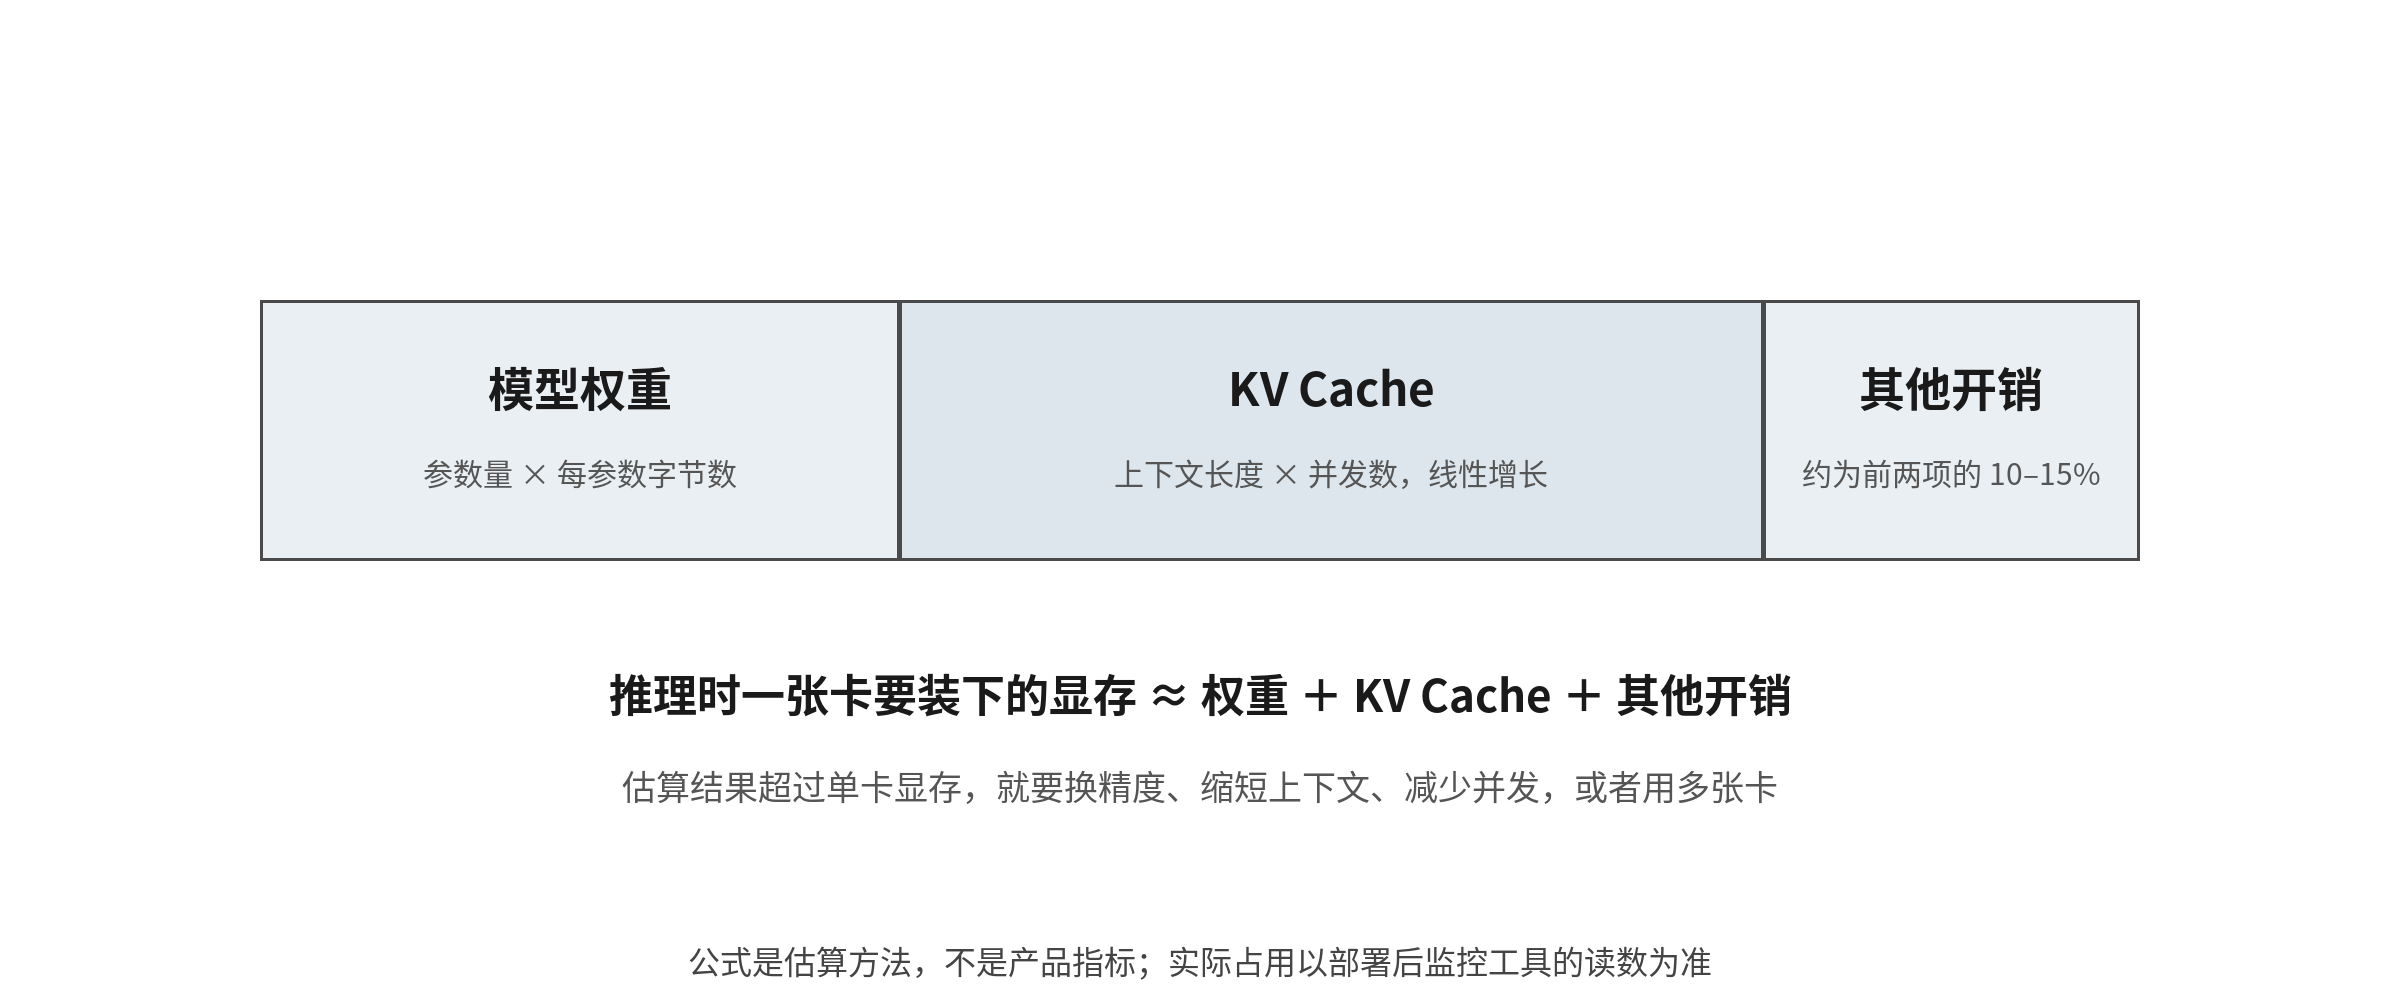 模型权重
参数量 × 每参数字节数
KV Cache
上下文长度 × 并发数，线性增长
其他开销
约为前两项的 10–15%
推理时一张卡要装下的显存 ≈ 权重 ＋ KV Cache ＋ 其他开销
估算结果超过单卡显存，就要换精度、缩短上下文、减少并发，或者用多张卡
公式是估算方法，不是产品指标；实际占用以部署后监控工具的读数为准